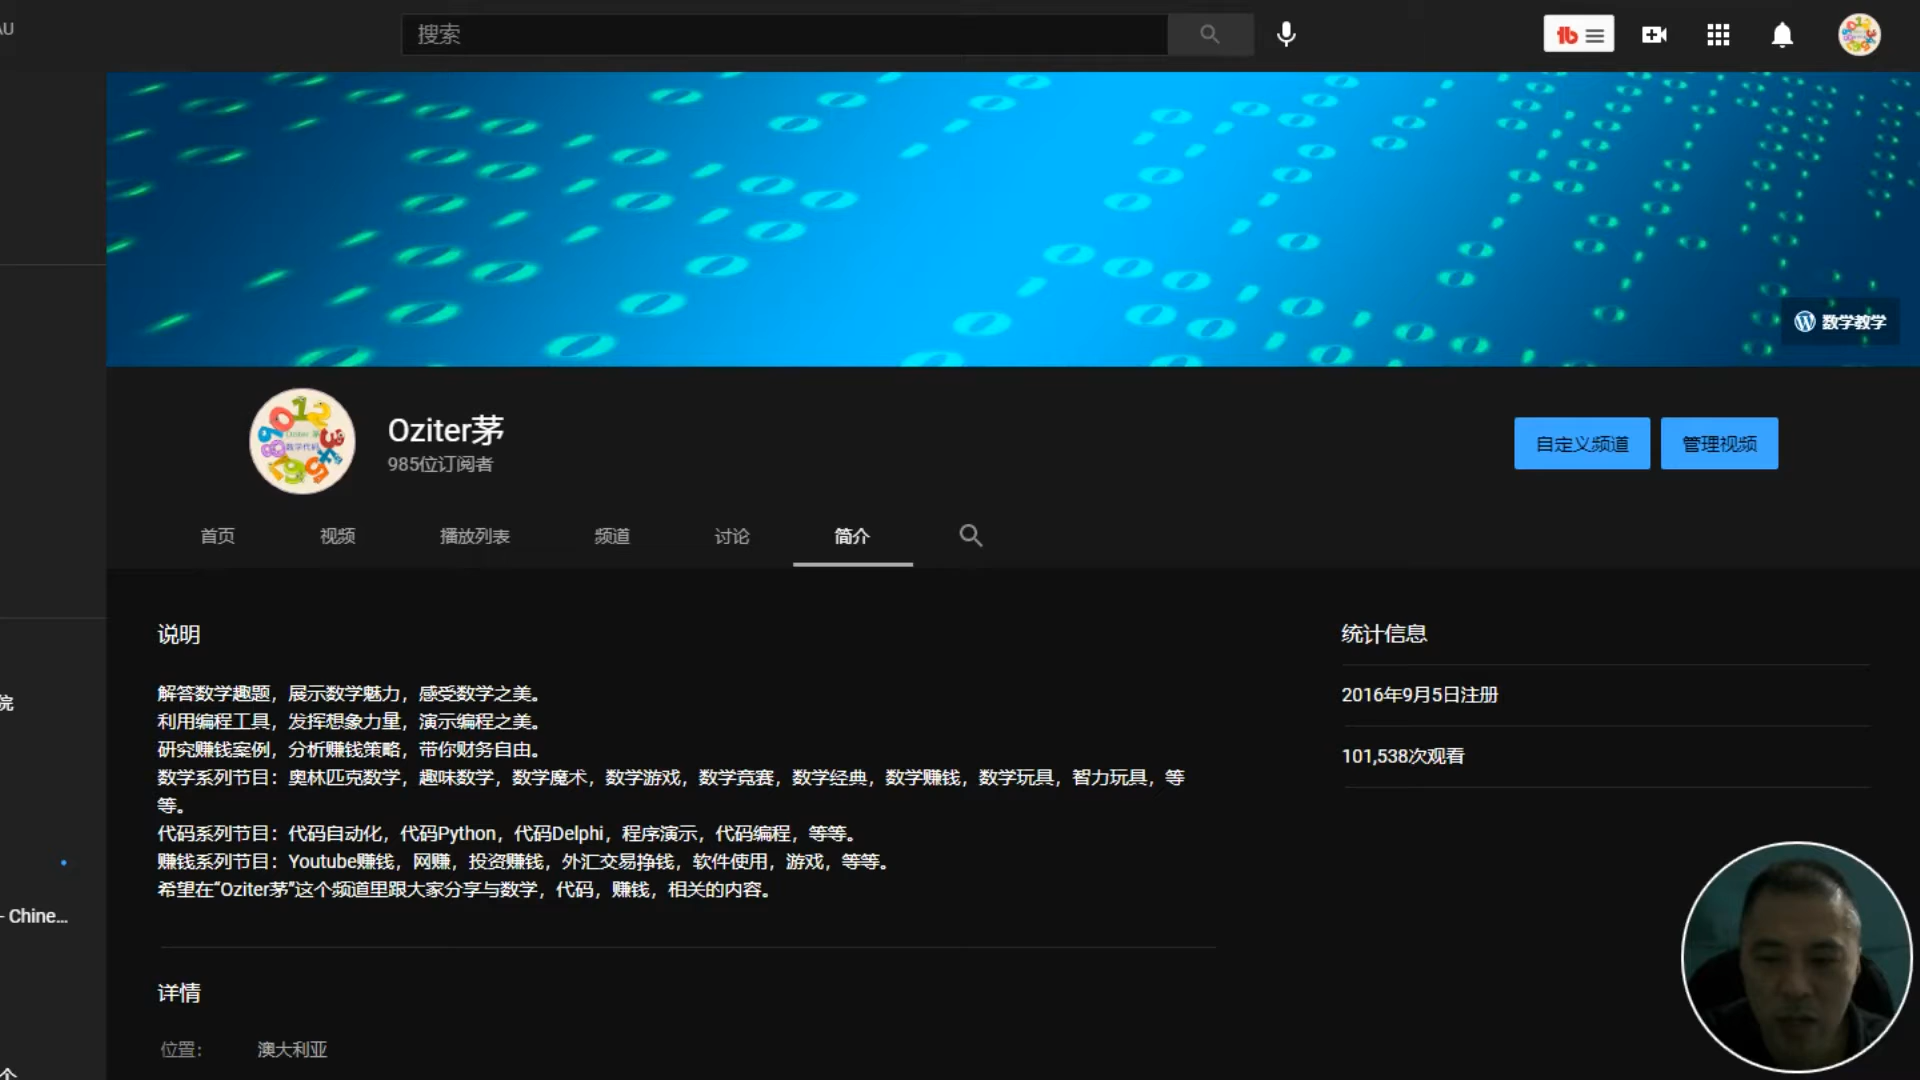 AU
搜索
数学教学
Oziter茅
985位订阅者
自定义频道
管理视频
首页
视频
播放列表
频道
讨论
简介
说明
解答数学趣题，展示数学魅力，感受数学之美。
利用编程工具，发挥想象力量，演示编程之美。
研究赚钱案例，分析赚钱策略，带你财务自由。
数学系列节目：奥林匹克数学，趣味数学，数学魔术，数学游戏，数学竞赛，数学经典，数学赚钱，数学玩具，智力玩具，等
等。
代码系列节目：代码自动化，代码Python，代码Delphi，程序演示，代码编程，等等。
赚钱系列节目：Youtube赚钱，网赚，投资赚钱，外汇交易挣钱，软件使用，游戏，等等。
希望在“Oziter茅”这个频道里跟大家分享与数学，代码，赚钱，相关的内容。
统计信息
2016年9月5日注册
101,538次观看
院
- Chine...
详情
位置：
澳大利亚
个